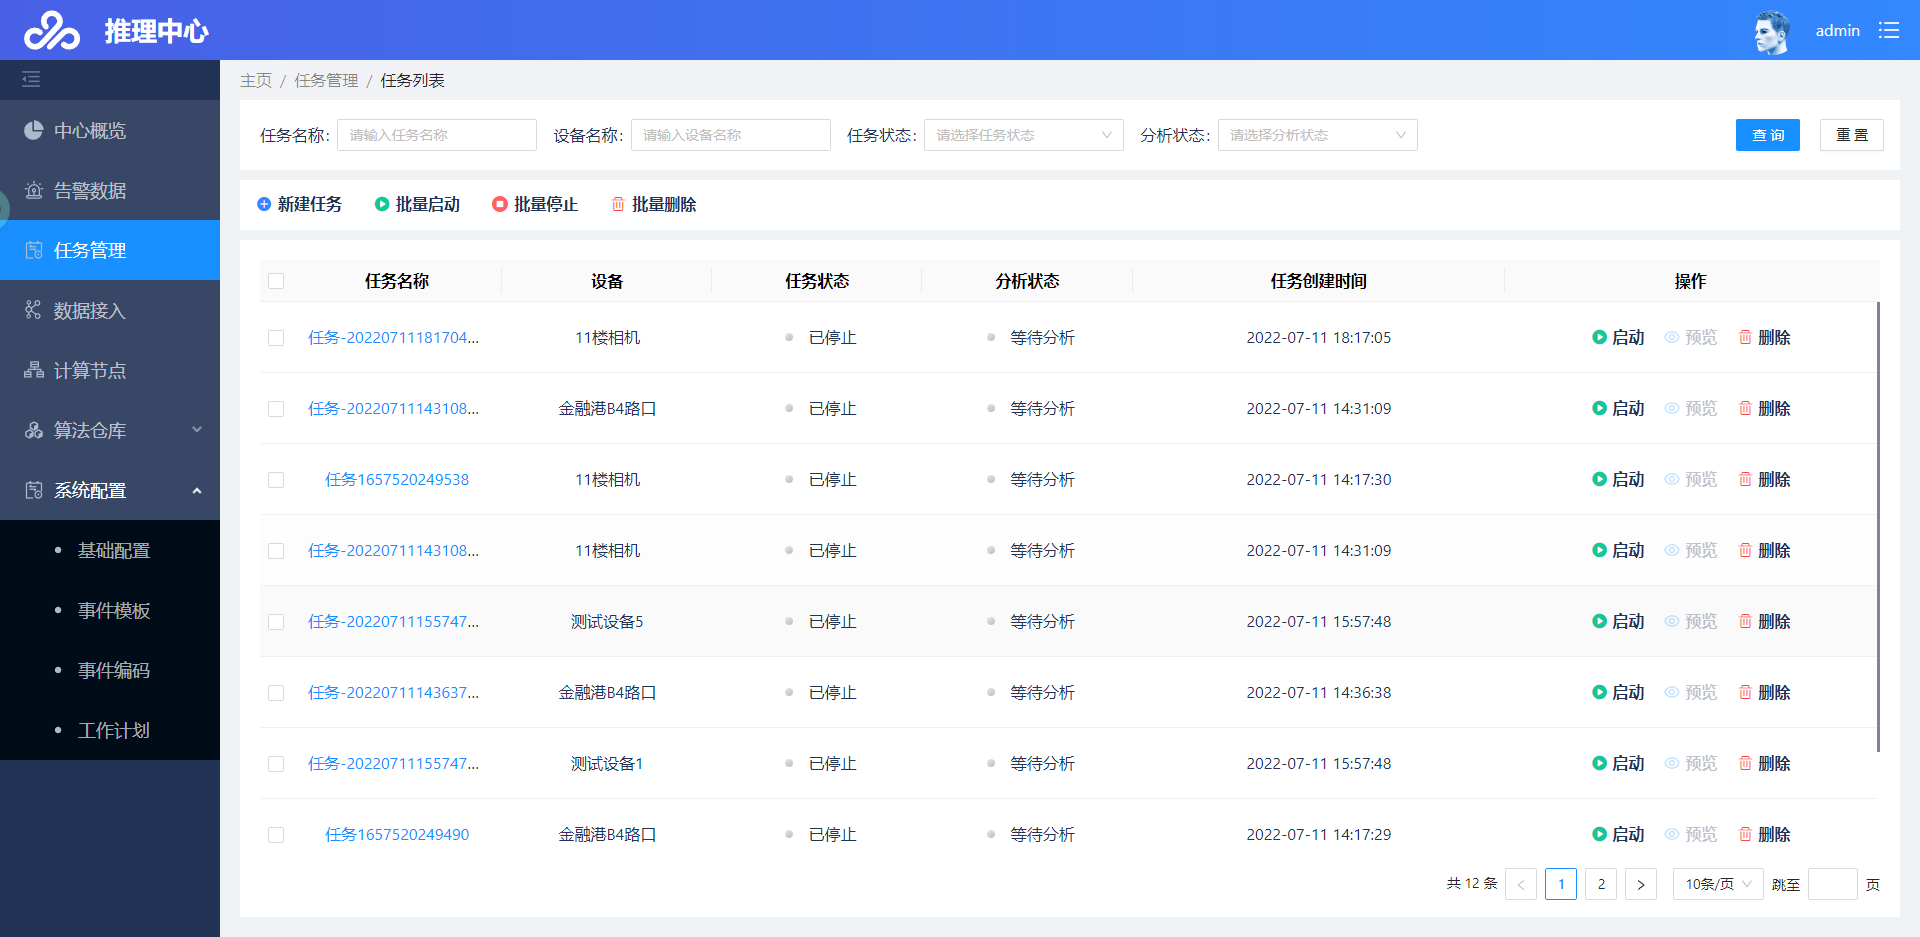 推理中心
admin
主页 / 任务管理 / 任务列表
中心概览
告警数据
任务管理
数据接入
计算节点
算法仓库
系统配置
基础配置
事件模板
事件编码
工作计划
任务名称: 请输入任务名称 设备名称: 请输入设备名称 任务状态: 请选择任务状态 分析状态: 请选择分析状态 查 询 重 置
新建任务 批量启动 批量停止 批量删除
任务名称 设备 任务状态 分析状态 任务创建时间 操作
任务-20220711181704... 11楼相机 已停止 等待分析 2022-07-11 18:17:05 启动 预览 删除
任务-20220711143108... 金融港B4路口 已停止 等待分析 2022-07-11 14:31:09 启动 预览 删除
任务1657520249538 11楼相机 已停止 等待分析 2022-07-11 14:17:30 启动 预览 删除
任务-20220711143108... 11楼相机 已停止 等待分析 2022-07-11 14:31:09 启动 预览 删除
任务-20220711155747... 测试设备5 已停止 等待分析 2022-07-11 15:57:48 启动 预览 删除
任务-20220711143637... 金融港B4路口 已停止 等待分析 2022-07-11 14:36:38 启动 预览 删除
任务-20220711155747... 测试设备1 已停止 等待分析 2022-07-11 15:57:48 启动 预览 删除
任务1657520249490 金融港B4路口 已停止 等待分析 2022-07-11 14:17:29 启动 预览 删除
共 12 条 < 1 2 > 10条/页 跳至 页